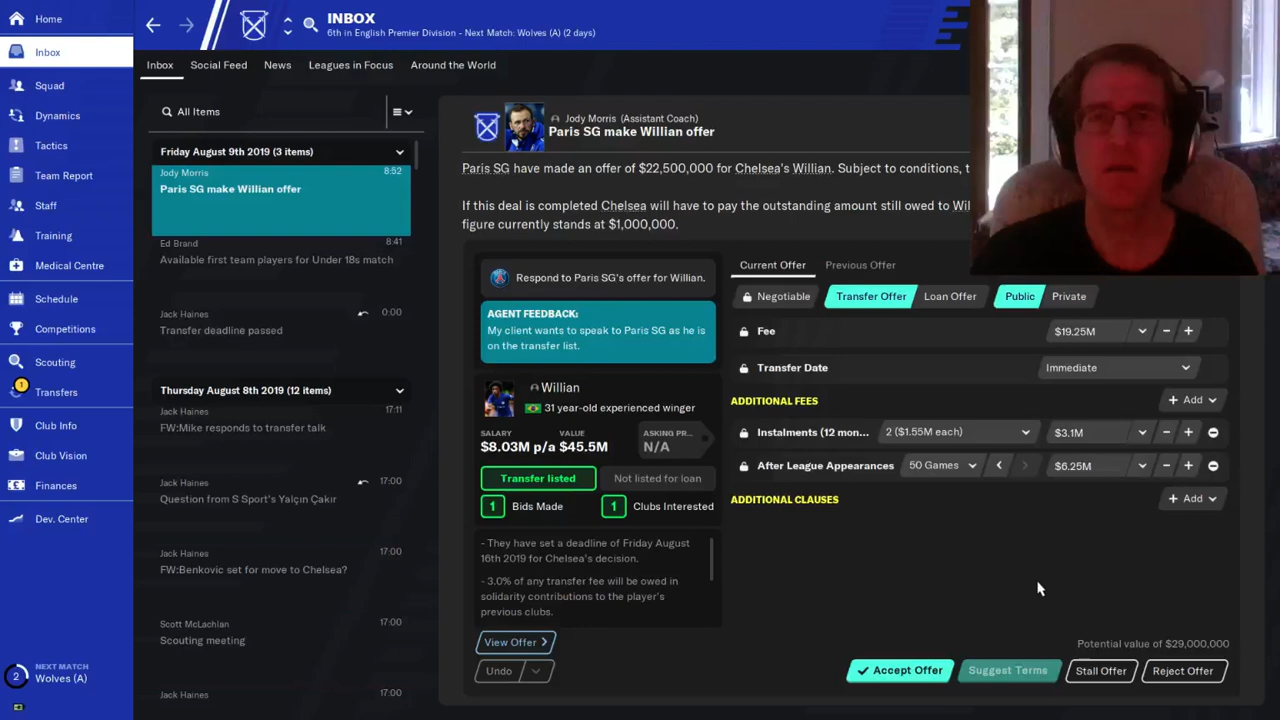 Home
Inbox
Squad
Dynamics
Tactics
Team Report
Staff
Training
Medical Centre
Schedule
Competitions
Scouting
1
Transfers
Club Info
Club Vision
Finances
Dev. Center
2
NEXT MATCH
Wolves (A)
INBOX
6th in English Premier Division - Next Match: Wolves (A) (2 days)
Inbox
Social Feed
News
Leagues in Focus
Around the World
All Items
Friday August 9th 2019 (3 items)
Jody Morris
8:52
Paris SG make Willian offer
Ed Brand
8:41
Available first team players for Under 18s match
Jack Haines
0:00
Transfer deadline passed
Thursday August 8th 2019 (12 items)
Jack Haines
17:11
FW:Mike responds to transfer talk
Jack Haines
17:00
Question from S Sport's Yalçın Çakır
Jack Haines
17:00
FW:Benkovic set for move to Chelsea?
Scott McLachlan
17:00
Scouting meeting
Jack Haines
17:00
Jody Morris (Assistant Coach)
Paris SG make Willian offer
Paris SG have made an offer of $22,500,000 for Chelsea's Willian. Subject to conditions, t
If this deal is completed Chelsea will have to pay the outstanding amount still owed to Wil
figure currently stands at $1,000,000.
Respond to Paris SG's offer for Willian.
AGENT FEEDBACK:
My client wants to speak to Paris SG as he is
on the transfer list.
Willian
31 year-old experienced winger
SALARY
$8.03M p/a
VALUE
$45.5M
ASKING PR...
N/A
Transfer listed
Not listed for loan
1 Bids Made
1 Clubs Interested
- They have set a deadline of Friday August
16th 2019 for Chelsea's decision.
- 3.0% of any transfer fee will be owed in
solidarity contributions to the player's
previous clubs.
View Offer
Undo
Current Offer
Previous Offer
Negotiable
Transfer Offer
Loan Offer
Public
Private
Fee
$19.25M
Transfer Date
Immediate
ADDITIONAL FEES
+ Add
Instalments (12 mon...
2 ($1.55M each)
$3.1M
After League Appearances
50 Games
$6.25M
ADDITIONAL CLAUSES
+ Add
Potential value of $29,000,000
Accept Offer
Suggest Terms
Stall Offer
Reject Offer